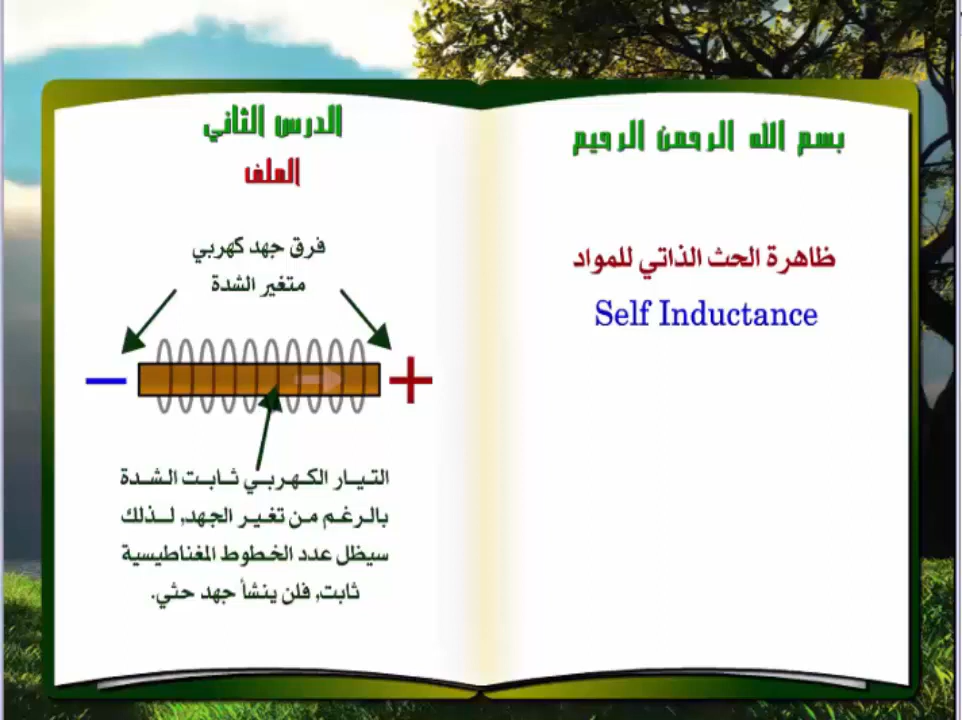 بسم الله الرحمن الرحيم
ظاهرة الحث الذاتي للمواد
Self Inductance
الدرس الثاني
الملف
فرق جهد كهربي
متغير الشدة
− +
التيار الكهربي ثابت الشدة
بالرغم من تغير الجهد, لذلك
سيظل عدد الخطوط المغناطيسية
ثابت, فلن ينشأ جهد حثي.